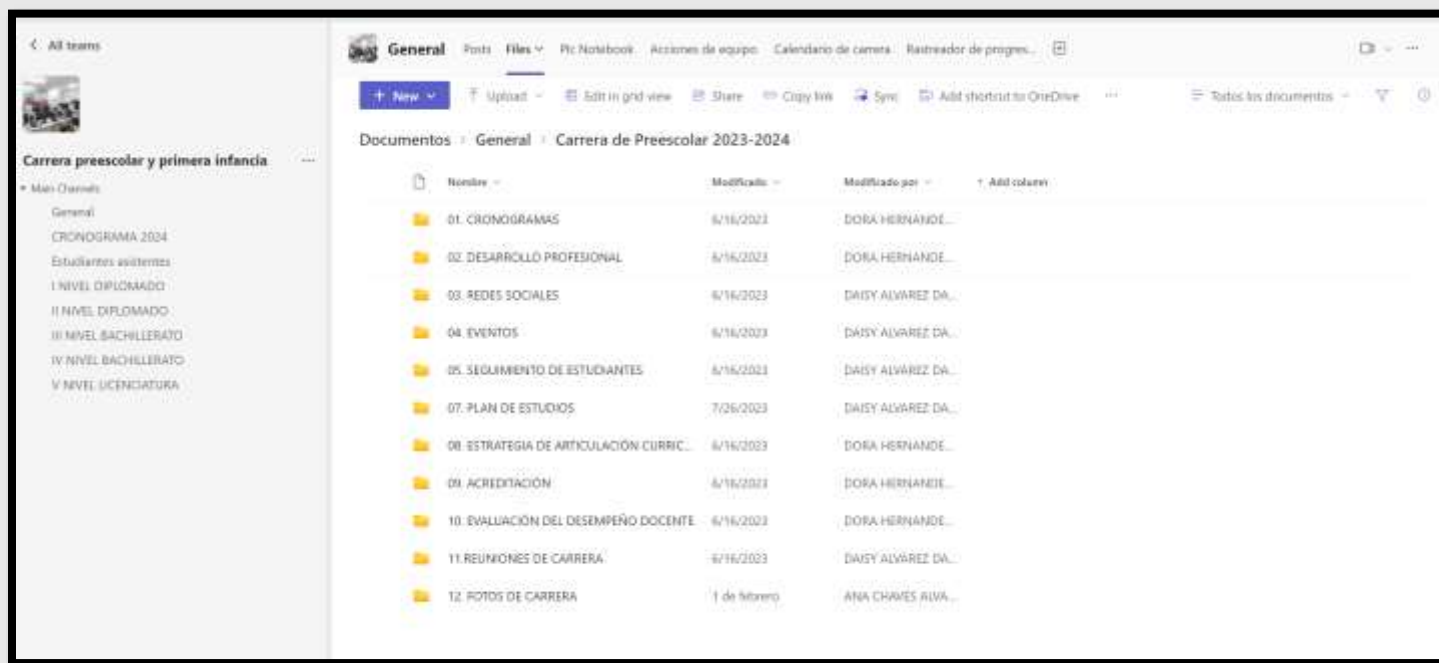 All teams
Carrera preescolar y primera infancia ...
Main Channels
General
CRONOGRAMA 2024
Estudiantes asistentes
I NIVEL DIPLOMADO
II NIVEL DIPLOMADO
III NIVEL BACHILLERATO
IV NIVEL BACHILLERATO
V NIVEL LICENCIATURA
General Posts Files Pic Notebook Acciones de equipo Calendario de carrera Rastreador de progres... ...
+ New Upload Edit in grid view Share Copy link Sync Add shortcut to OneDrive ... Todos los documentos
Documentos > General > Carrera de Preescolar 2023-2024
Nombre Modificado Modificado por + Add column
01. CRONOGRAMAS 6/16/2023 DORA HERNANDE...
02. DESARROLLO PROFESIONAL 6/16/2023 DORA HERNANDE...
03. REDES SOCIALES 6/16/2023 DAISY ALVAREZ DA...
04. EVENTOS 6/16/2023 DAISY ALVAREZ DA...
05. SEGUIMIENTO DE ESTUDIANTES 6/16/2023 DAISY ALVAREZ DA...
07. PLAN DE ESTUDIOS 7/26/2023 DAISY ALVAREZ DA...
08. ESTRATEGIA DE ARTICULACIÓN CURRIC... 6/16/2023 DORA HERNANDE...
09. ACREDITACIÓN 6/16/2023 DORA HERNANDE...
10. EVALUACIÓN DEL DESEMPEÑO DOCENTE 6/16/2023 DORA HERNANDE...
11.REUNIONES DE CARRERA 6/16/2023 DAISY ALVAREZ DA...
12. FOTOS DE CARRERA 1 de febrero ANA CHAVES ALVA...